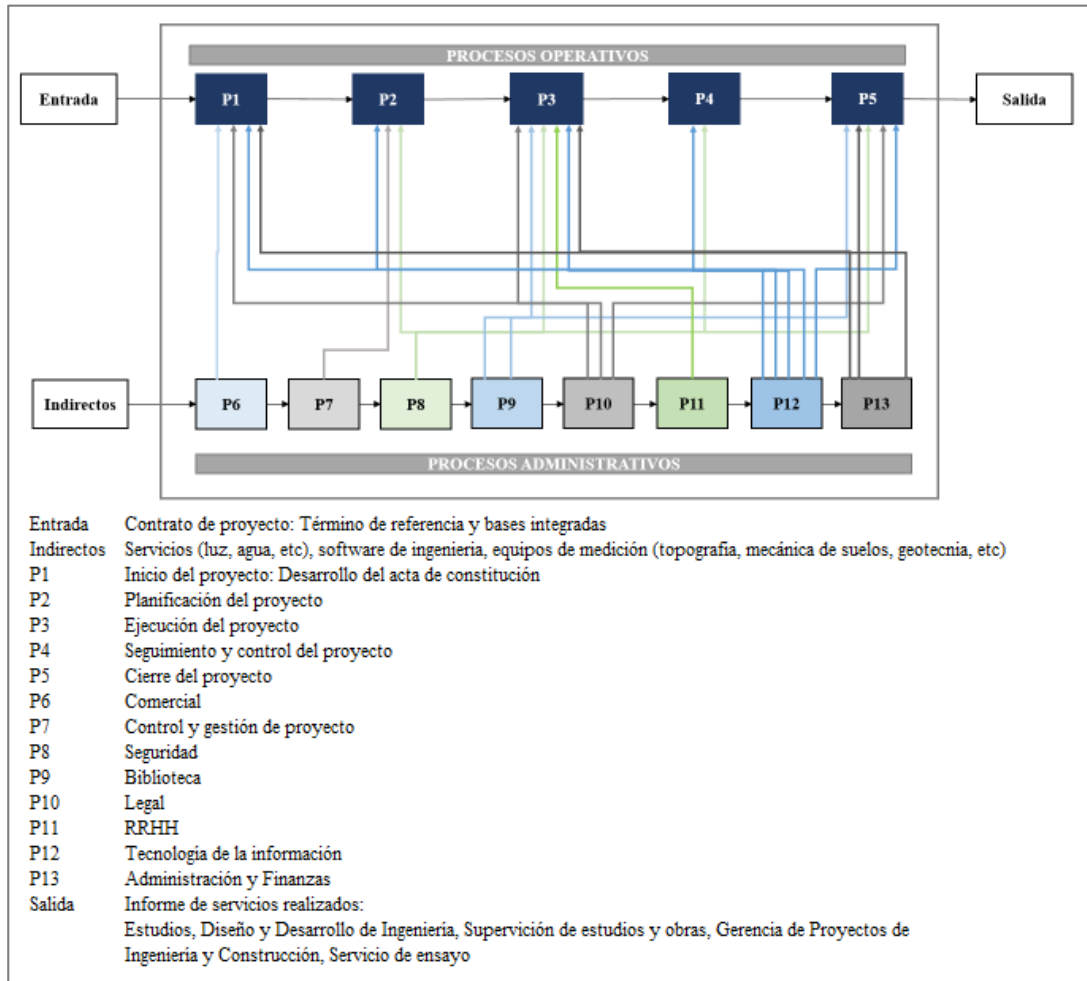 PROCESOS OPERATIVOS
Entrada P1 P2 P3 P4 P5 Salida
Indirectos P6 P7 P8 P9 P10 P11 P12 P13
PROCESOS ADMINISTRATIVOS
Entrada Contrato de proyecto: Término de referencia y bases integradas
Indirectos Servicios (luz, agua, etc), software de ingenieria, equipos de medición (topografía, mecánica de suelos, geotecnia, etc)
P1 Inicio del proyecto: Desarrollo del acta de constitución
P2 Planificación del proyecto
P3 Ejecución del proyecto
P4 Seguimiento y control del proyecto
P5 Cierre del proyecto
P6 Comercial
P7 Control y gestión de proyecto
P8 Seguridad
P9 Biblioteca
P10 Legal
P11 RRHH
P12 Tecnología de la información
P13 Administración y Finanzas
Salida Informe de servicios realizados:
Estudios, Diseño y Desarrollo de Ingeniería, Supervición de estudios y obras, Gerencia de Proyectos de
Ingeniería y Construcción, Servicio de ensayo